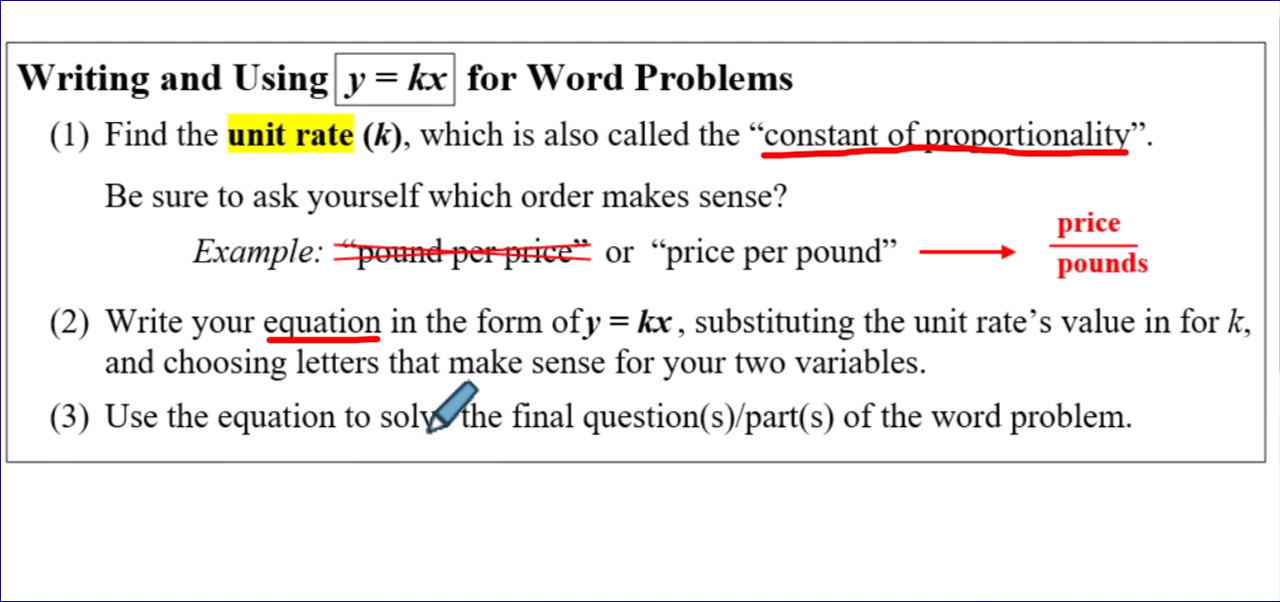 Writing and Using y = kx for Word Problems
(1) Find the unit rate (k), which is also called the “constant of proportionality”.
Be sure to ask yourself which order makes sense?
Example: “pound per price” or “price per pound”
price
pounds
(2) Write your equation in the form of y = kx, substituting the unit rate’s value in for k,
and choosing letters that make sense for your two variables.
(3) Use the equation to solv the final question(s)/part(s) of the word problem.